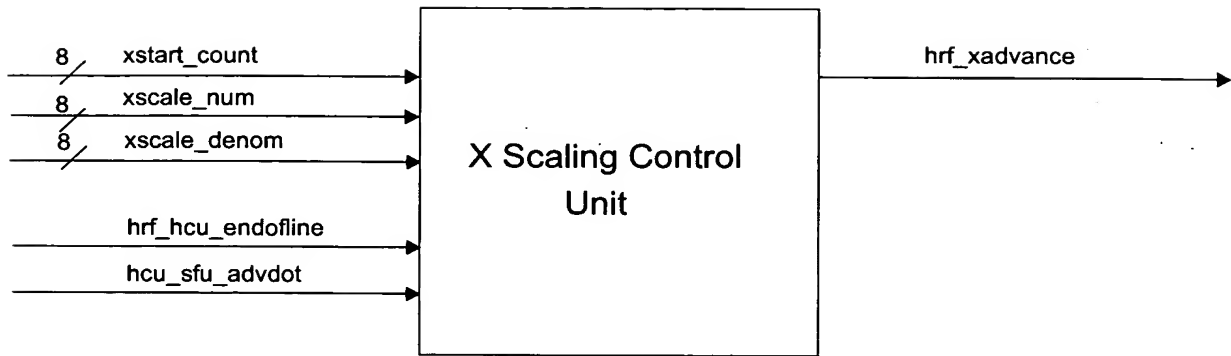 8 xstart_count
8 xscale_num
8 xscale_denom
hrf_hcu_endofline
hcu_sfu_advdot
X Scaling Control
Unit
hrf_xadvance